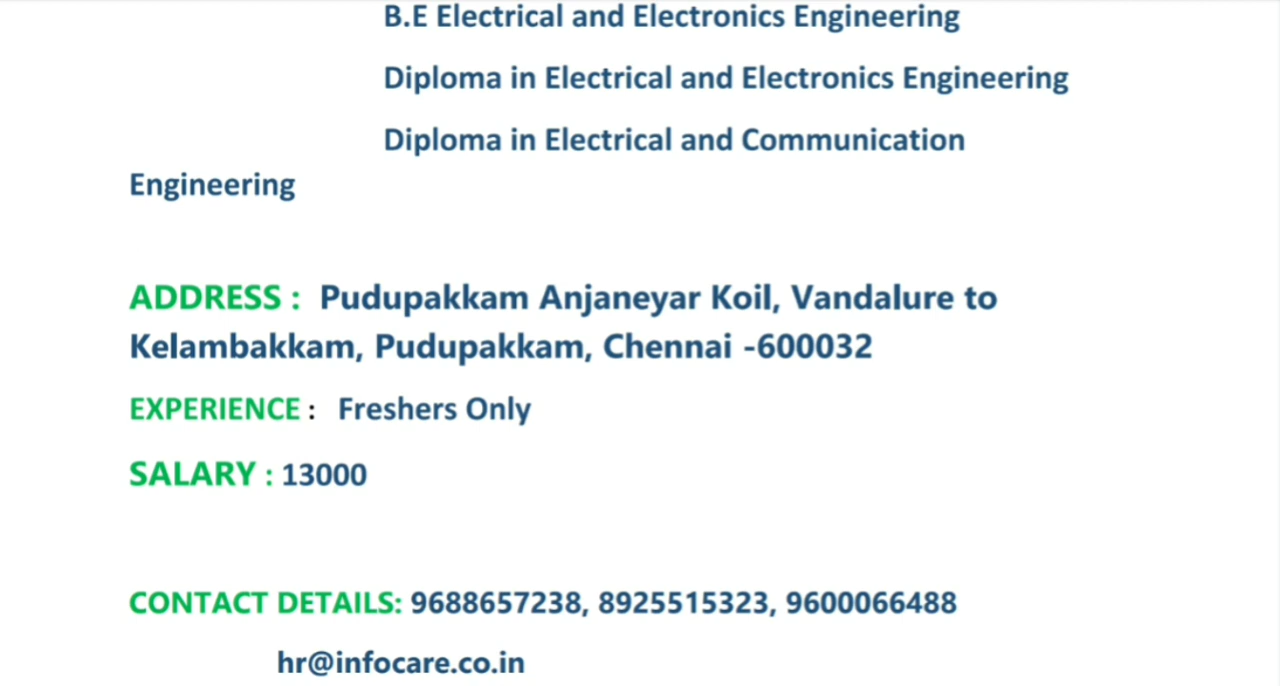 B.E Electrical and Electronics Engineering
Diploma in Electrical and Electronics Engineering
Diploma in Electrical and Communication
Engineering
ADDRESS : Pudupakkam Anjaneyar Koil, Vandalure to
Kelambakkam, Pudupakkam, Chennai -600032
EXPERIENCE : Freshers Only
SALARY : 13000
CONTACT DETAILS: 9688657238, 8925515323, 9600066488
hr@infocare.co.in